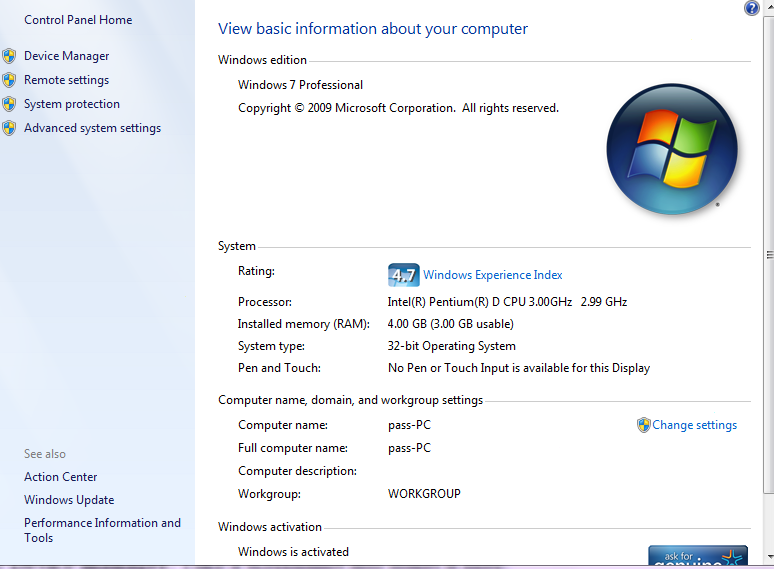 Control Panel Home
Device Manager
Remote settings
System protection
Advanced system settings
See also
Action Center
Windows Update
Performance Information and
Tools
View basic information about your computer
Windows edition
Windows 7 Professional
Copyright © 2009 Microsoft Corporation.  All rights reserved.
System
Rating: 4.7 Windows Experience Index
Processor: Intel(R) Pentium(R) D CPU 3.00GHz   2.99 GHz
Installed memory (RAM): 4.00 GB (3.00 GB usable)
System type: 32-bit Operating System
Pen and Touch: No Pen or Touch Input is available for this Display
Computer name, domain, and workgroup settings
Computer name: pass-PC Change settings
Full computer name: pass-PC
Computer description:
Workgroup: WORKGROUP
Windows activation
Windows is activated
ask for
genuine